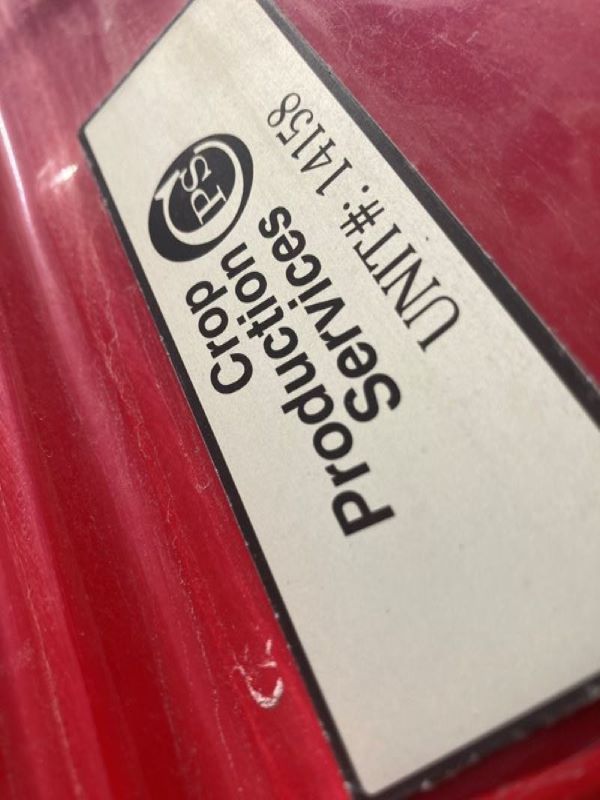 CPS
Crop
Production
Services
UNIT#: 14158